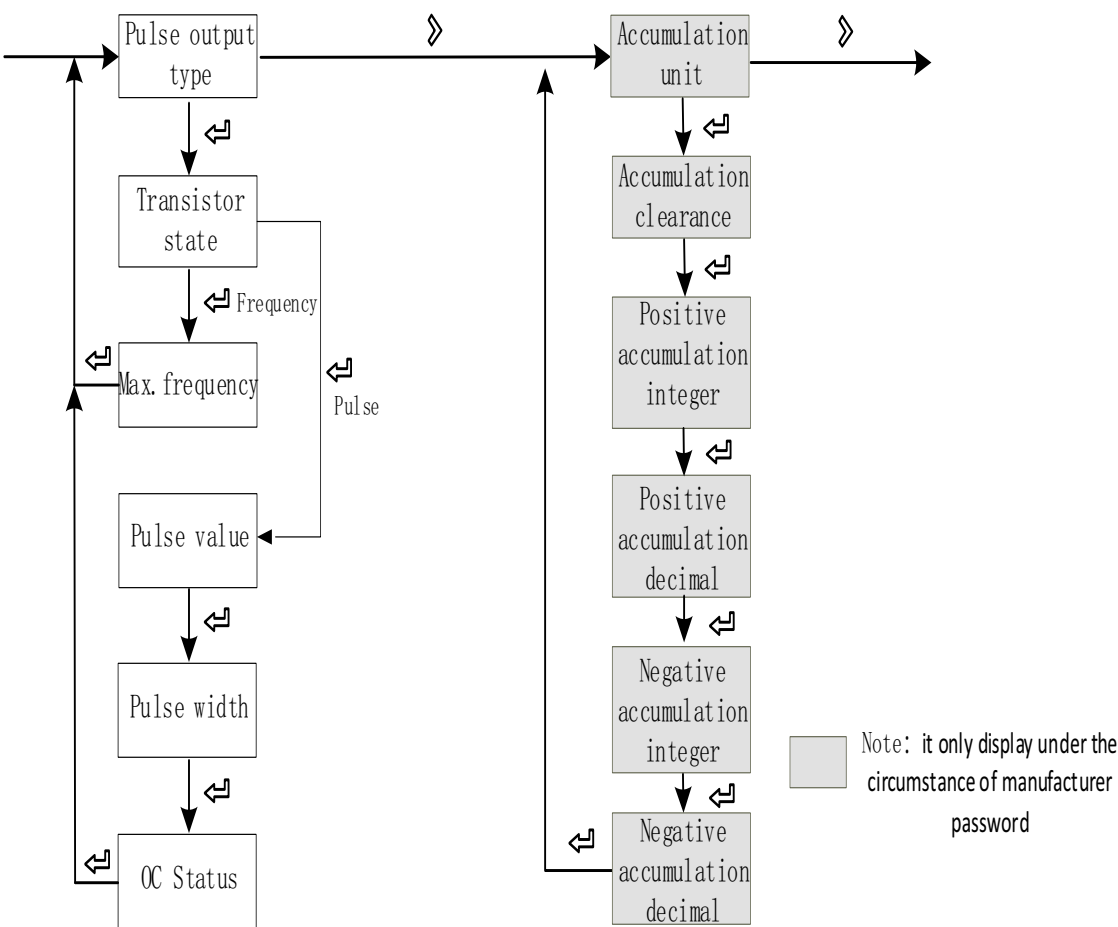 Pulse output
type
Transistor
state
Frequency
Max. frequency
Pulse
Pulse value
Pulse width
OC Status
Accumulation
unit
Accumulation
clearance
Positive
accumulation
integer
Positive
accumulation
decimal
Negative
accumulation
integer
Negative
accumulation
decimal
Note: it only display under the
circumstance of manufacturer
password